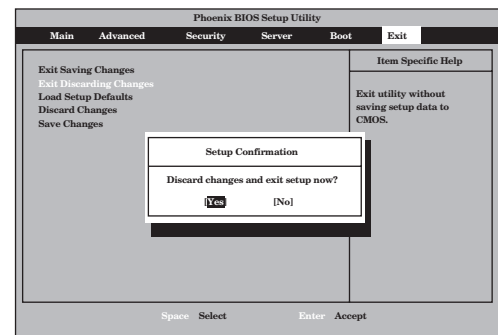 Phoenix BIOS Setup Utility
Main Advanced Security Server Boot Exit
Item Specific Help
Exit Saving Changes
Exit Discarding Changes
Load Setup Defaults
Discard Changes
Save Changes
Exit utility without
saving setup data to
CMOS.
Setup Confirmation
Discard changes and exit setup now?
[Yes] [No]
Space Select Enter Accept